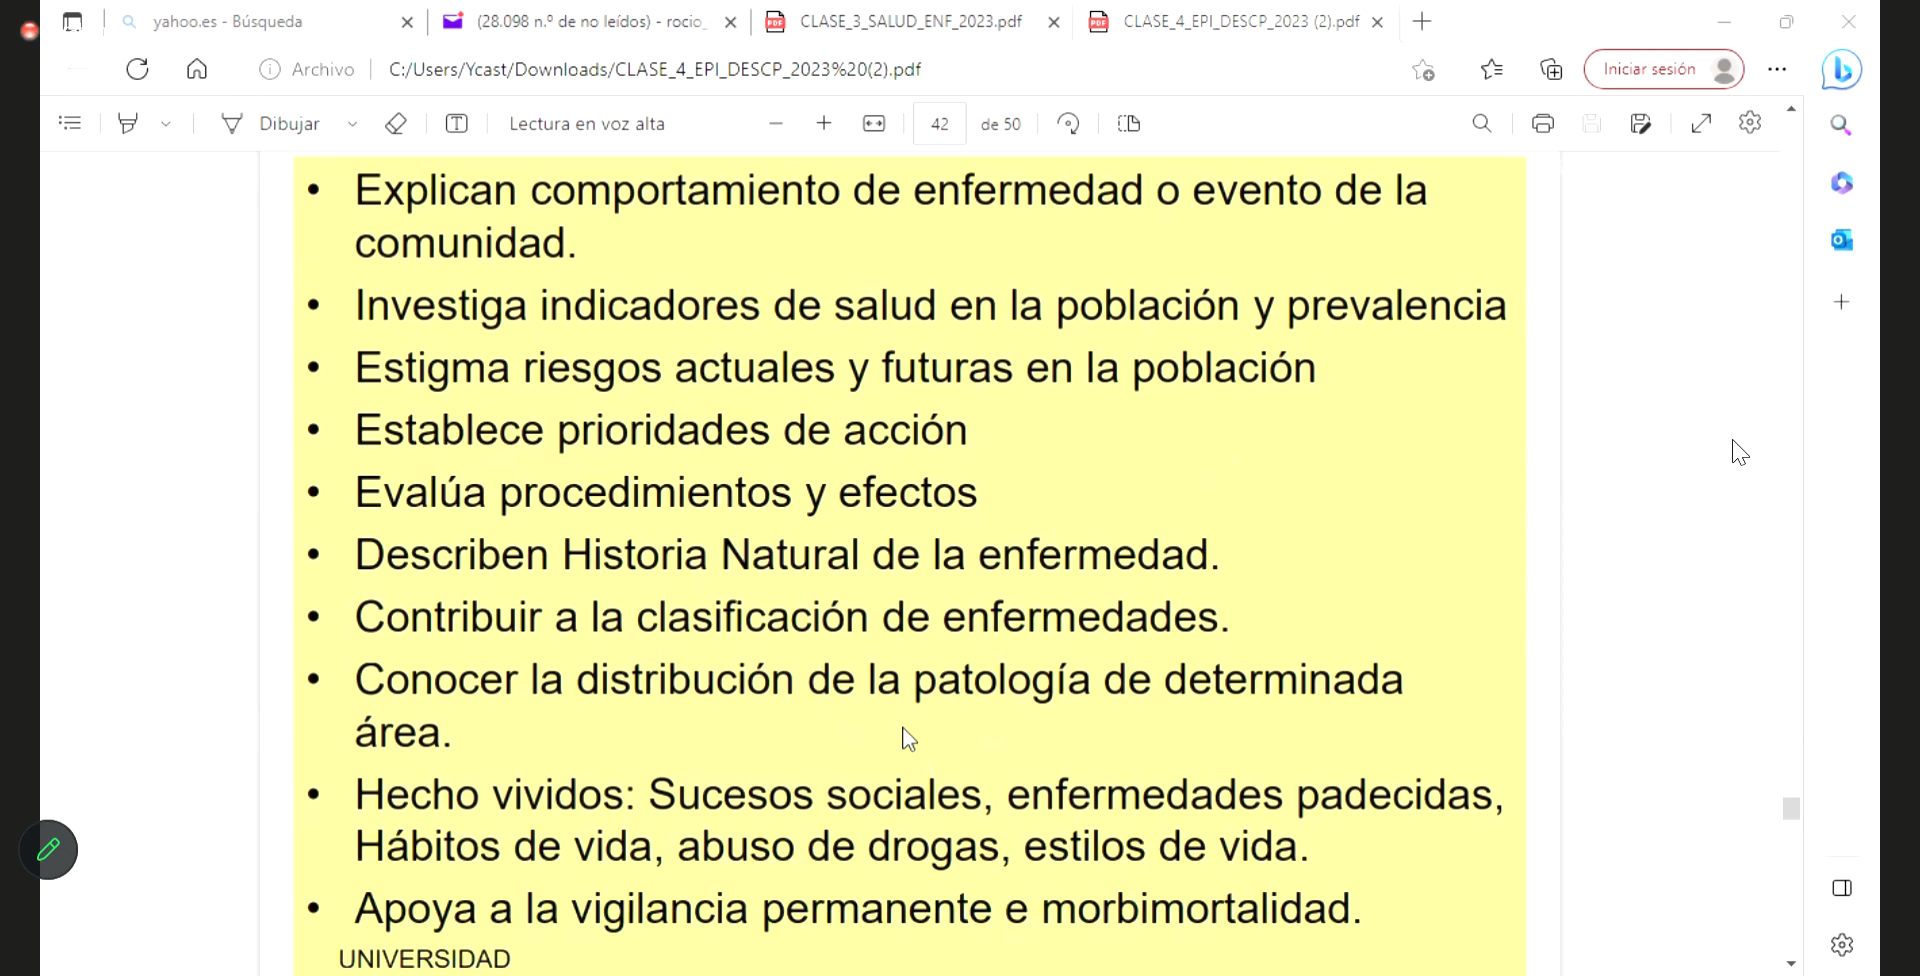 yahoo.es - Búsqueda
(28.098 n.º de no leídos) - rocio_
CLASE_3_SALUD_ENF_2023.pdf
CLASE_4_EPI_DESCP_2023 (2).pdf
Archivo
C:/Users/Ycast/Downloads/CLASE_4_EPI_DESCP_2023%20(2).pdf
Iniciar sesión
Dibujar
Lectura en voz alta
42
de 50
• Explican comportamiento de enfermedad o evento de la
comunidad.
• Investiga indicadores de salud en la población y prevalencia
• Estigma riesgos actuales y futuras en la población
• Establece prioridades de acción
• Evalúa procedimientos y efectos
• Describen Historia Natural de la enfermedad.
• Contribuir a la clasificación de enfermedades.
• Conocer la distribución de la patología de determinada
área.
• Hecho vividos: Sucesos sociales, enfermedades padecidas,
Hábitos de vida, abuso de drogas, estilos de vida.
• Apoya a la vigilancia permanente e morbimortalidad.
UNIVERSIDAD